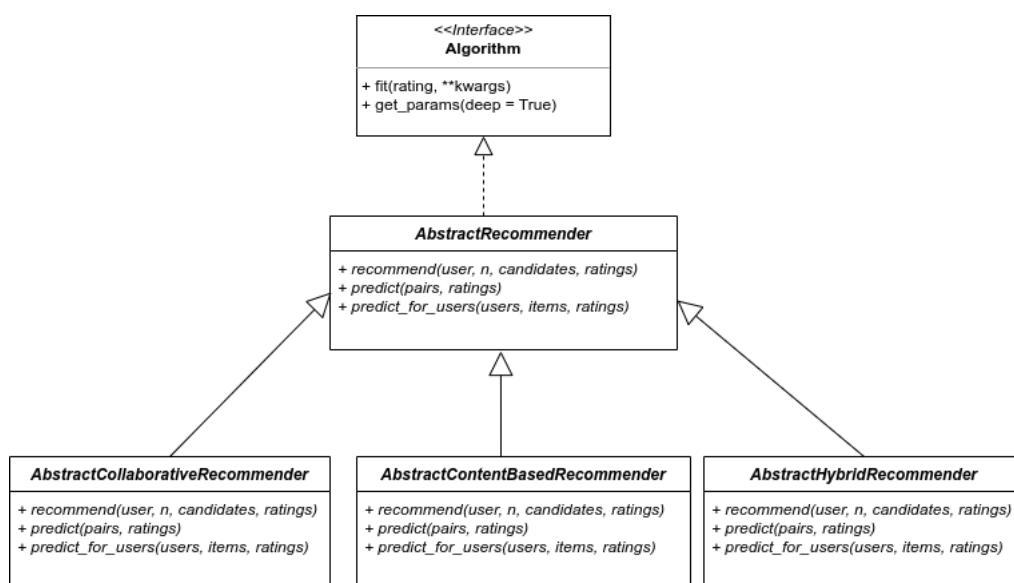 <<Interface>>
Algorithm
+ fit(rating, **kwargs)
+ get_params(deep = True)
AbstractRecommender
+ recommend(user, n, candidates, ratings)
+ predict(pairs, ratings)
+ predict_for_users(users, items, ratings)
AbstractCollaborativeRecommender
+ recommend(user, n, candidates, ratings)
+ predict(pairs, ratings)
+ predict_for_users(users, items, ratings)
AbstractContentBasedRecommender
+ recommend(user, n, candidates, ratings)
+ predict(pairs, ratings)
+ predict_for_users(users, items, ratings)
AbstractHybridRecommender
+ recommend(user, n, candidates, ratings)
+ predict(pairs, ratings)
+ predict_for_users(users, items, ratings)